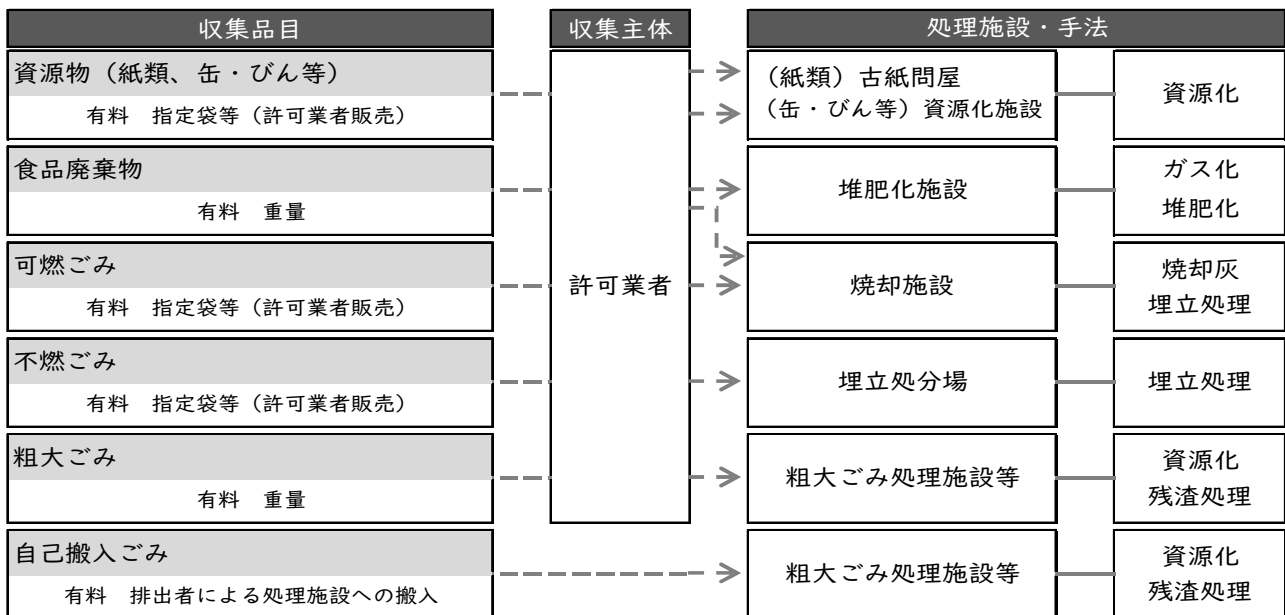 収集品目
収集主体
処理施設・手法
資源物（紙類、缶・びん等）
有料　指定袋等（許可業者販売）
（紙類）古紙問屋
（缶・びん等）資源化施設
資源化
食品廃棄物
有料　重量
堆肥化施設
ガス化
堆肥化
可燃ごみ
有料　指定袋等（許可業者販売）
許可業者
焼却施設
焼却灰
埋立処理
不燃ごみ
有料　指定袋等（許可業者販売）
埋立処分場
埋立処理
粗大ごみ
有料　重量
粗大ごみ処理施設等
資源化
残渣処理
自己搬入ごみ
有料　排出者による処理施設への搬入
粗大ごみ処理施設等
資源化
残渣処理